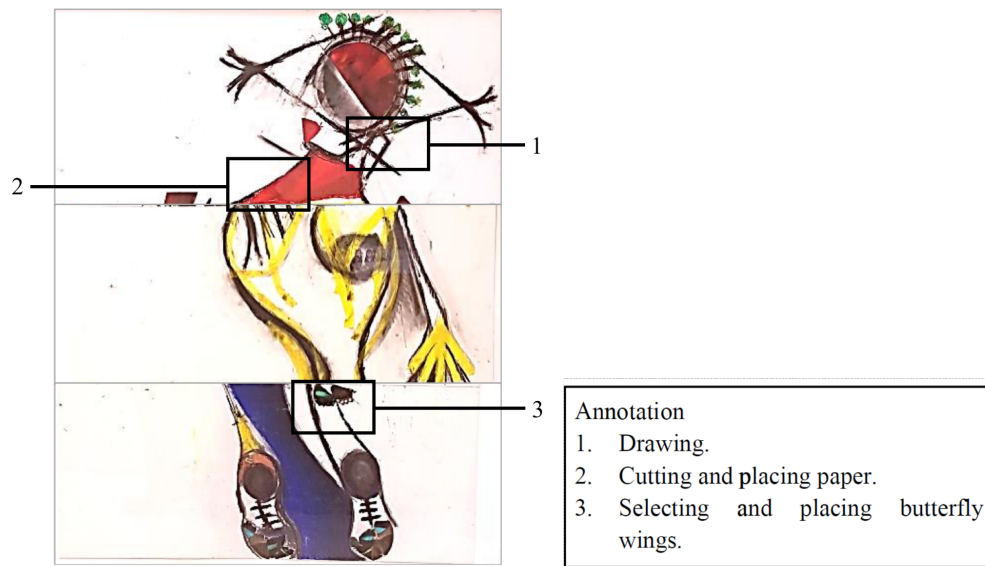 1
2
3
Annotation
1. Drawing.
2. Cutting and placing paper.
3. Selecting and placing butterfly
wings.